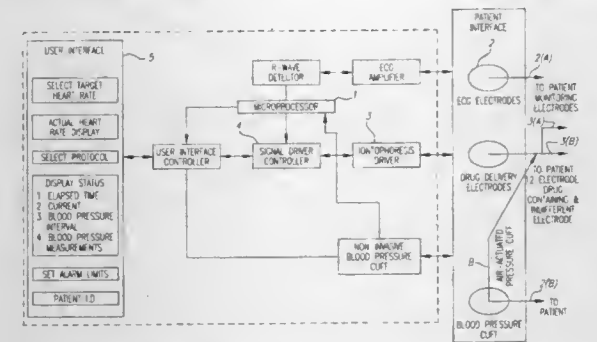 USER INTERFACE
5
SELECT TARGET
HEART RATE
ACTUAL HEART
RATE DISPLAY
SELECT PROTOCOL
DISPLAY STATUS
1 ELAPSED TIME
2 CURRENT
3 BLOOD PRESSURE
INTERVAL
4 BLOOD PRESSURE
MEASUREMENTS
SET ALARM LIMITS
PATIENT I.D
R-WAVE
DETECTOR
ECG
AMPLIFIER
1
MICROPROCESSOR
4
3
USER INTERFACE
CONTROLLER
SIGNAL DRIVER
CONTROLLER
IONTOPHORESIS
DRIVER
NON INVASIVE
BLOOD PRESSURE
CUFF
PATIENT
INTERFACE
2
2(A)
ECG ELECTRODES
TO PATIENT
MONITORING
ELECTRODES
3(A)
3(B)
DRUG DELIVERY
ELECTRODES
TO PATIENT
ELECTRODE
DRUG
CONTAINING &
INDIFFERENT
ELECTRODE
AIR-ACTUATED
PRESSURE CUFF
B
TO
PATIENT
BLOOD PRESSURE
CUFF